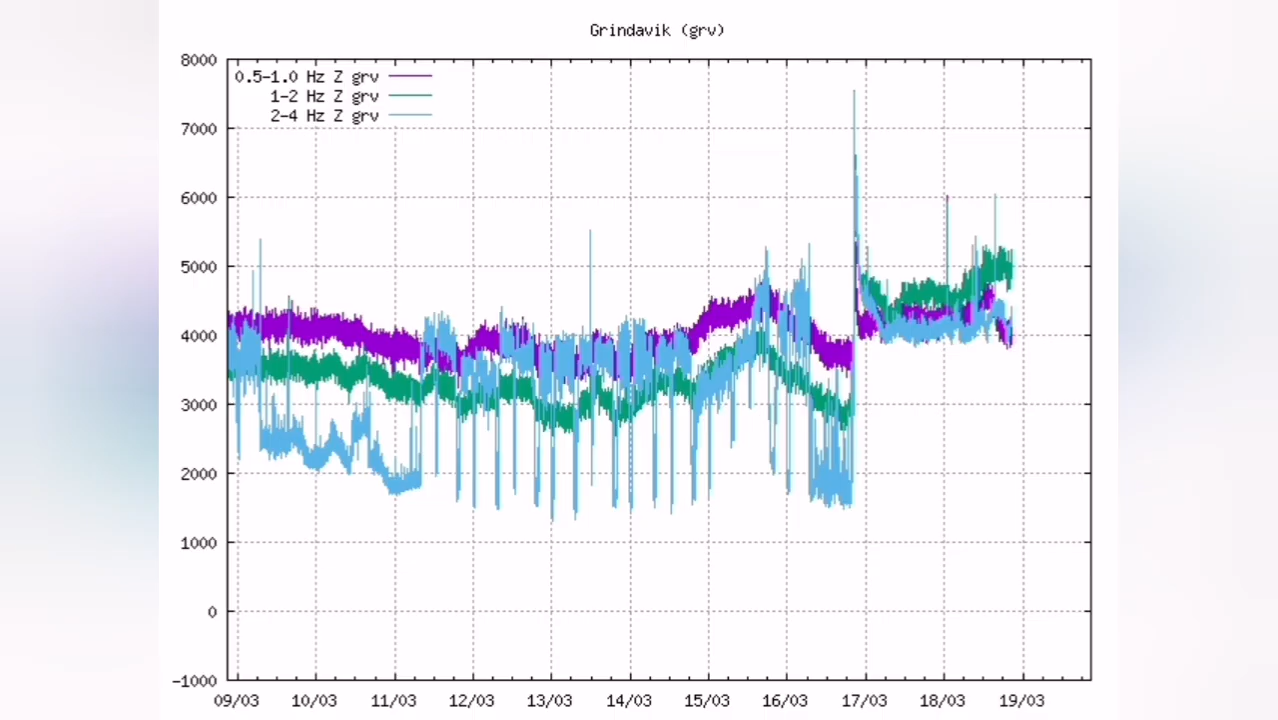 Grindavik (grv)
8000
0.5-1.0 Hz Z grv
1-2 Hz Z grv
2-4 Hz Z grv
7000
6000
5000
4000
3000
2000
1000
0
-1000
09/03 10/03 11/03 12/03 13/03 14/03 15/03 16/03 17/03 18/03 19/03